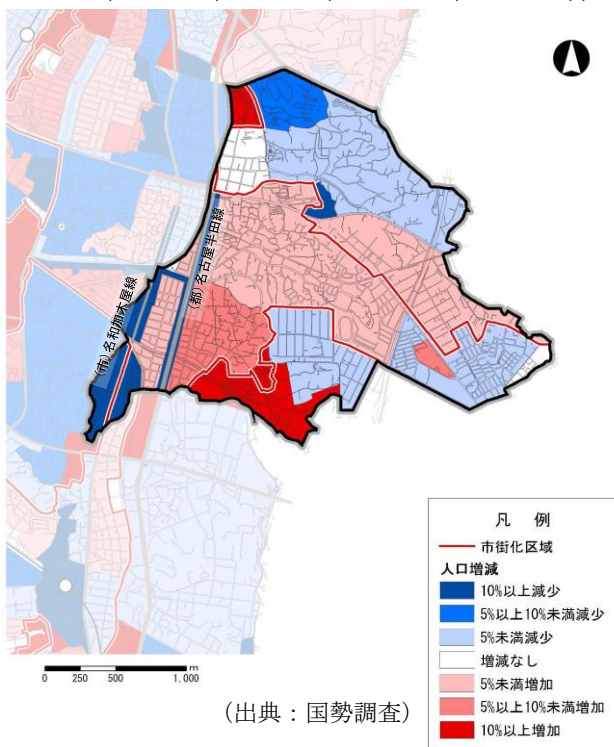 (都)名古屋半田線
(市)名和加木屋線
凡 例
市街化区域
人口増減
10%以上減少
5%以上10%未満減少
5%未満減少
増減なし
5%未満増加
5%以上10%未満増加
10%以上増加
m
0 250 500 1,000
(出典：国勢調査)